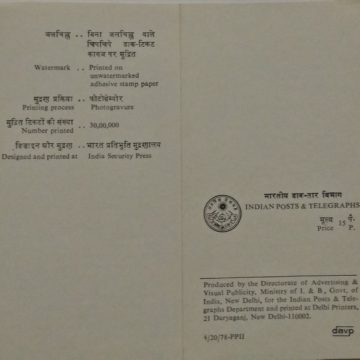 जलचिह्न .. बिना जलचिह्न वाले
चिपचिपे डाक-टिकट
कागज पर मुद्रित
Watermark .. Printed on
unwatermarked
adhesive stamp paper
मुद्रण प्रक्रिया .. फोटोग्रेव्योर
Printing process Photogravure
मुद्रित टिकटों की संख्या .. 30,00,000
Number printed
डिजाइन और मुद्रण .. भारत प्रतिभूति मुद्रणालय
Designed and printed at India Security Press
भारतीय डाक-तार विभाग
INDIAN POSTS & TELEGRAPHS
मूल्य 15 पै.
Price P.
Produced by the Directorate of Advertising &
Visual Publicity, Ministry of I. & B., Govt. of
India, New Delhi, for the Indian Posts & Tele-
graphs Department and printed at Delhi Printers,
21 Daryaganj, New Delhi-110002.
davp
9/20/78-PPII